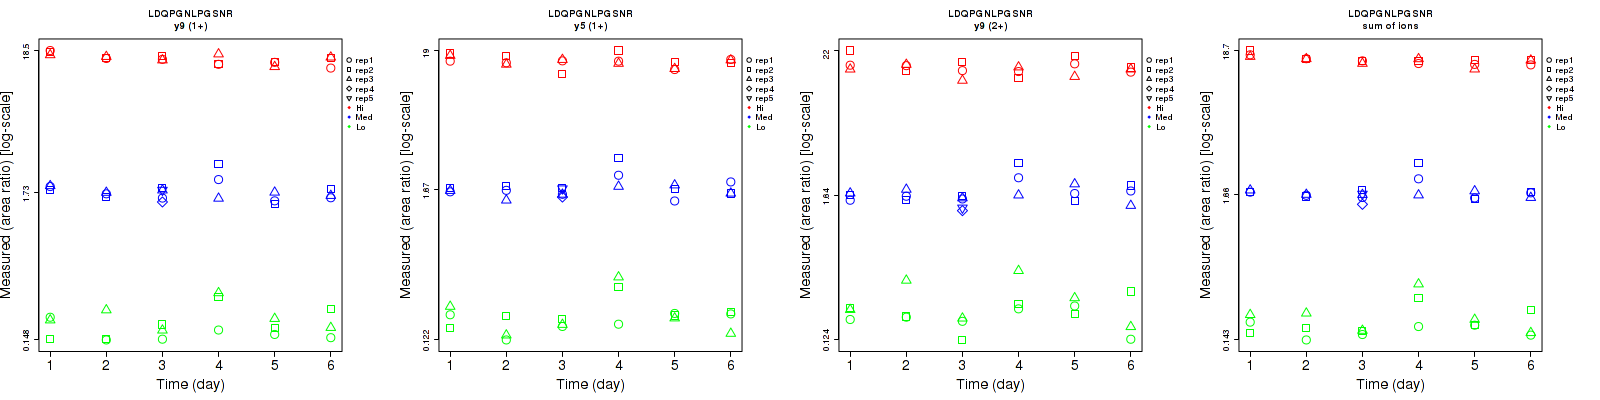 LDQPGNLPGSNR
y9 (1+)
Measured (area ratio) [log-scale]
18.5
1.73
0.148
1 2 3 4 5 6
Time (day)
rep1
rep2
rep3
rep4
rep5
Hi
Med
Lo
LDQPGNLPGSNR
y5 (1+)
Measured (area ratio) [log-scale]
19
1.67
0.122
1 2 3 4 5 6
Time (day)
rep1
rep2
rep3
rep4
rep5
Hi
Med
Lo
LDQPGNLPGSNR
y9 (2+)
Measured (area ratio) [log-scale]
22
1.64
0.124
1 2 3 4 5 6
Time (day)
rep1
rep2
rep3
rep4
rep5
Hi
Med
Lo
LDQPGNLPGSNR
sum of ions
Measured (area ratio) [log-scale]
18.7
1.66
0.143
1 2 3 4 5 6
Time (day)
rep1
rep2
rep3
rep4
rep5
Hi
Med
Lo